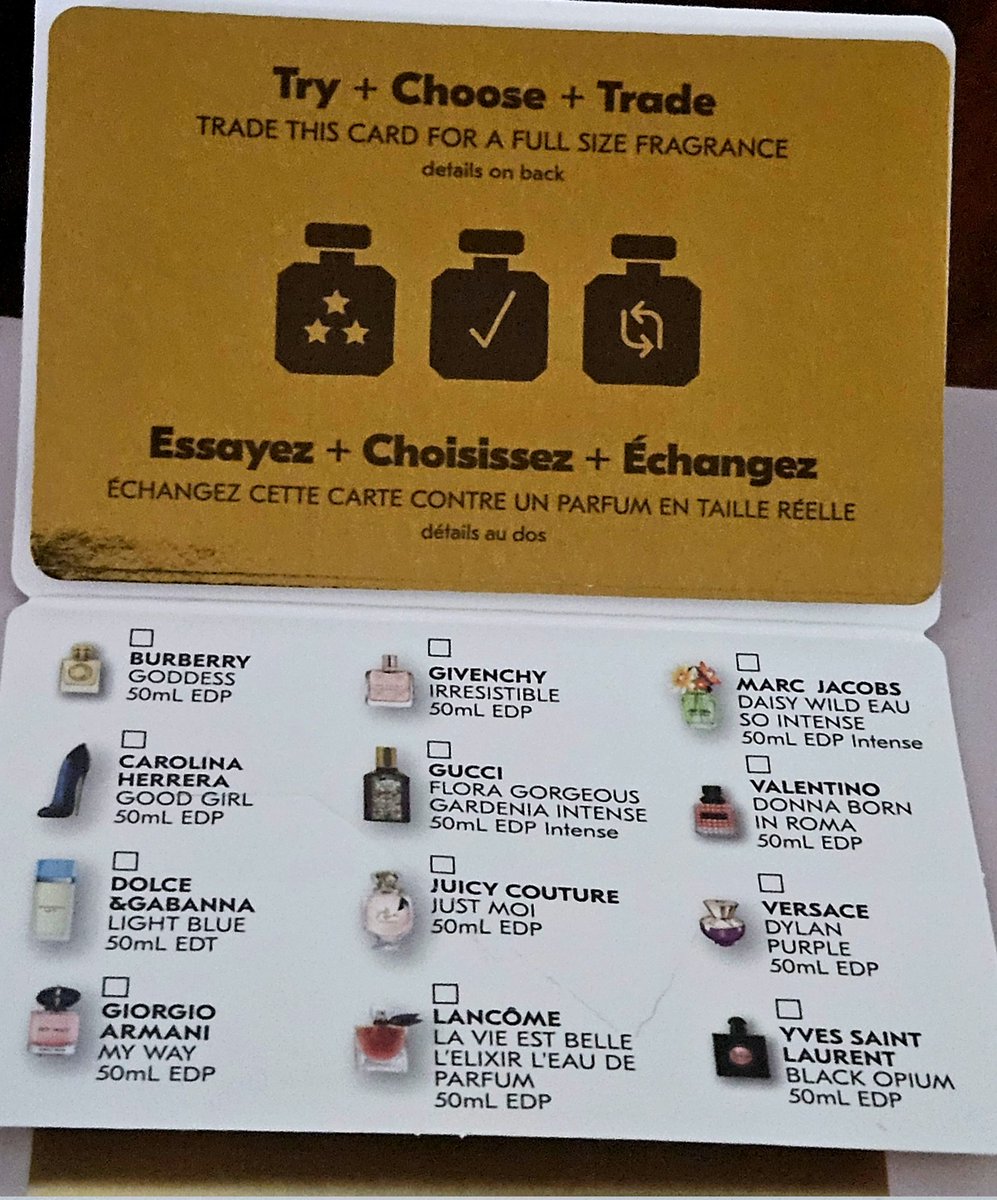 Try + Choose + Trade
TRADE THIS CARD FOR A FULL SIZE FRAGRANCE
details on back
Essayez + Choisissez + Échangez
ÉCHANGEZ CETTE CARTE CONTRE UN PARFUM EN TAILLE RÉELLE
détails au dos
BURBERRY
GODDESS
50mL EDP
CAROLINA
HERRERA
GOOD GIRL
50mL EDP
DOLCE
&GABANNA
LIGHT BLUE
50mL EDT
GIORGIO
ARMANI
MY WAY
50mL EDP
GIVENCHY
IRRESISTIBLE
50mL EDP
GUCCI
FLORA GORGEOUS
GARDENIA INTENSE
50mL EDP Intense
JUICY COUTURE
JUST MOI
50mL EDP
LANCÔME
LA VIE EST BELLE
L'ELIXIR L'EAU DE
PARFUM
50mL EDP
MARC JACOBS
DAISY WILD EAU
SO INTENSE
50mL EDP Intense
VALENTINO
DONNA BORN
IN ROMA
50mL EDP
VERSACE
DYLAN
PURPLE
50mL EDP
YVES SAINT
LAURENT
BLACK OPIUM
50mL EDP